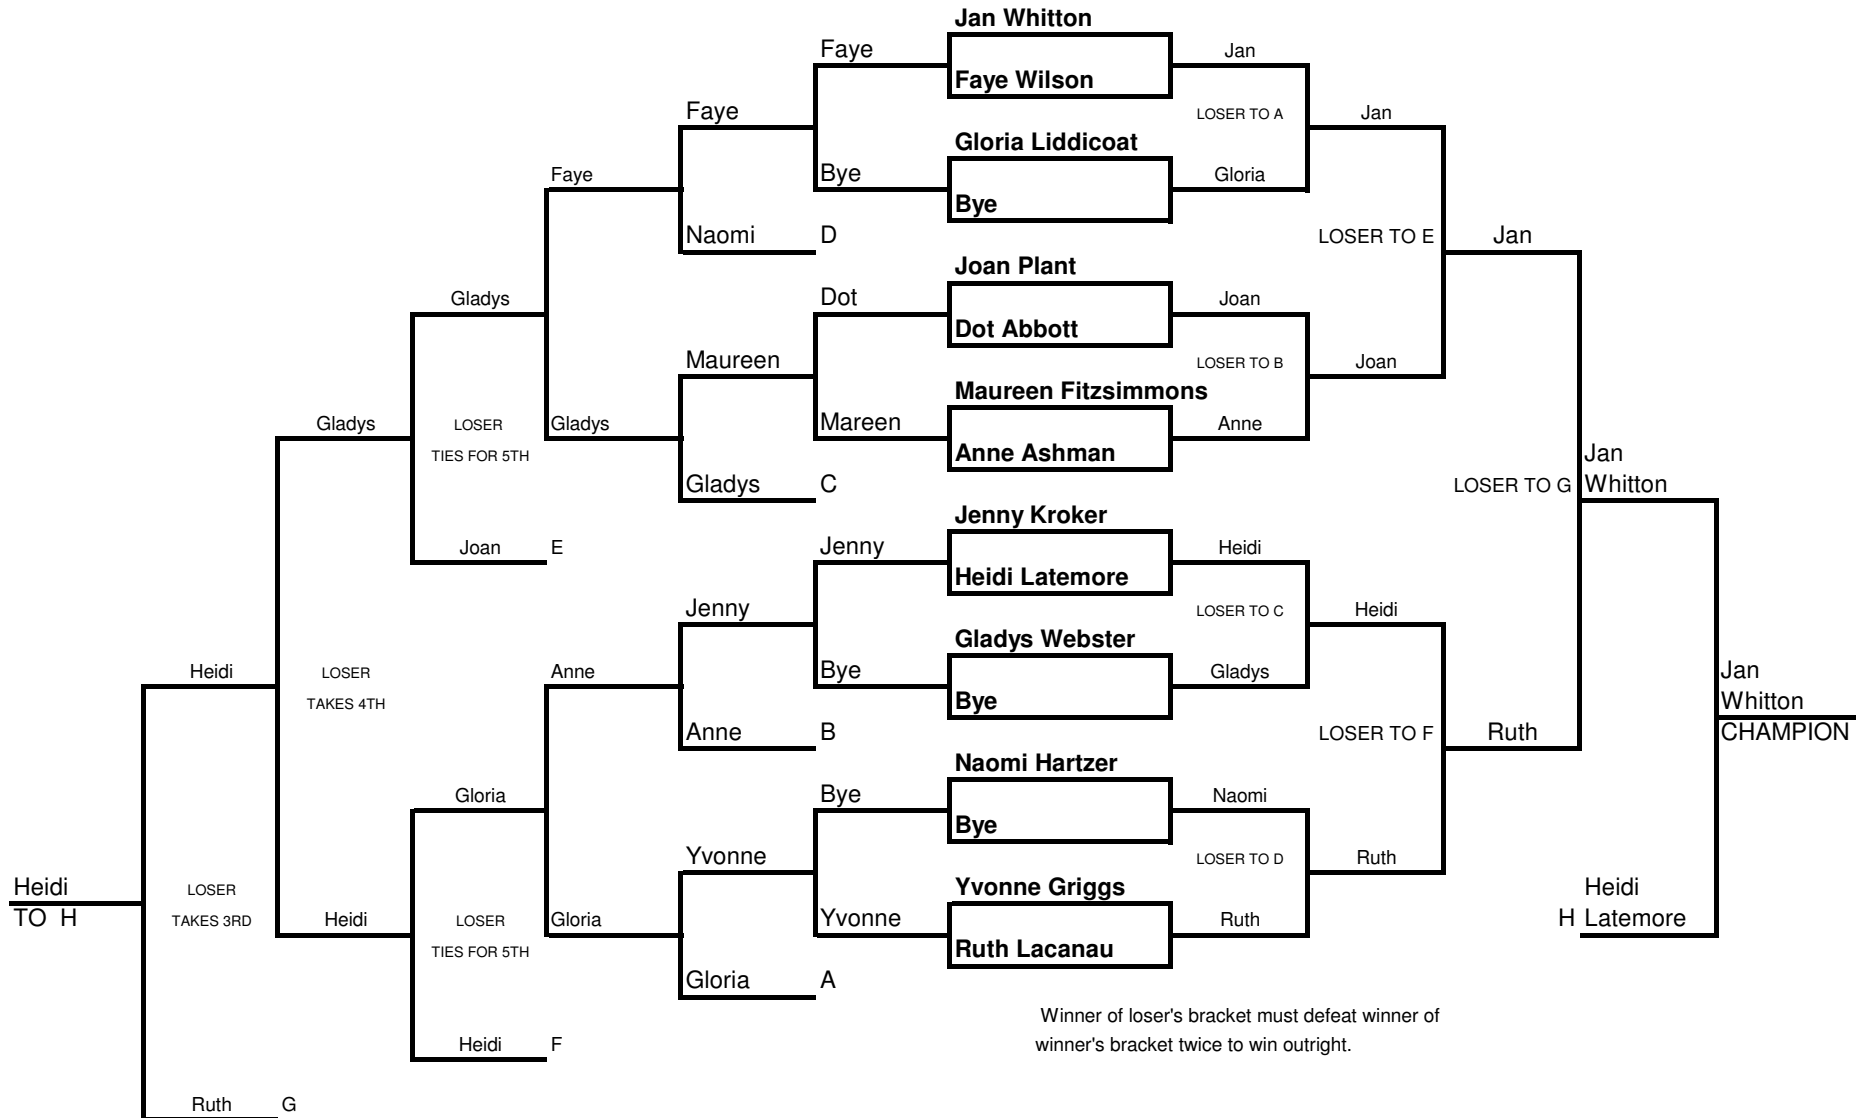 Jan Whitton
Faye
Jan
Faye Wilson
Faye
LOSER TO A
Jan
Gloria Liddicoat
Faye
Bye
Gloria
Bye
Naomi
D
LOSER TO E
Jan
Joan Plant
Gladys
Dot
Joan
Dot Abbott
Maureen
LOSER TO B
Joan
Maureen Fitzsimmons
Gladys
LOSER
Gladys
Mareen
Anne
TIES FOR 5TH
Anne Ashman
Jan
Gladys
C
LOSER TO G
Whitton
Jenny Kroker
Joan
E
Jenny
Heidi
Heidi Latemore
Jenny
LOSER TO C
Heidi
Gladys Webster
Heidi
LOSER
Anne
Bye
Gladys
Jan
TAKES 4TH
Bye
Whitton
Anne
B
LOSER TO F
Ruth
CHAMPION
Naomi Hartzer
Gloria
Bye
Naomi
Bye
Yvonne
LOSER TO D
Ruth
Heidi
LOSER
Yvonne Griggs
Heidi
TO H
TAKES 3RD
Heidi
LOSER
Gloria
Yvonne
Ruth
H
Latemore
TIES FOR 5TH
Ruth Lacanau
Gloria
A
Winner of loser's bracket must defeat winner of
winner's bracket twice to win outright.
Heidi
F
Ruth
G